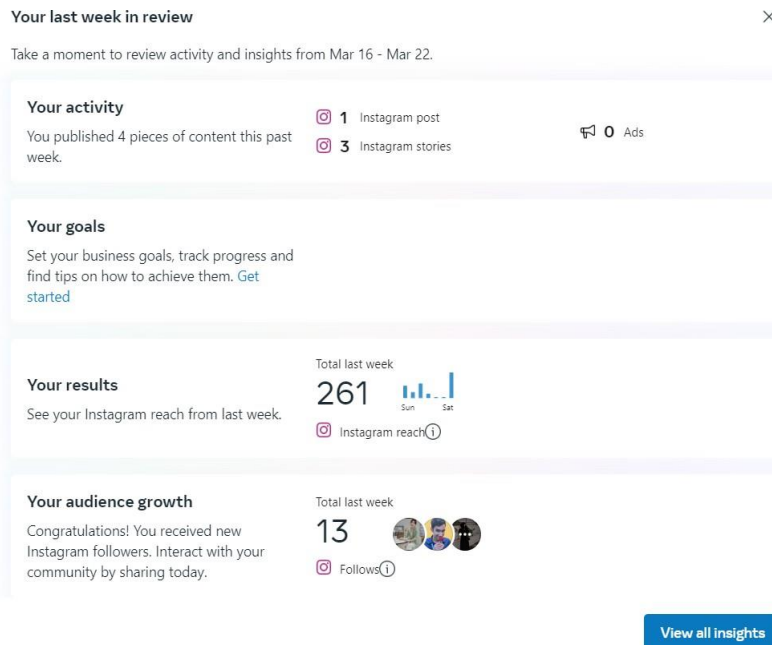 Your last week in review
Take a moment to review activity and insights from Mar 16 - Mar 22.
Your activity
You published 4 pieces of content this past
week.
1 Instagram post
3 Instagram stories
0 Ads
Your goals
Set your business goals, track progress and
find tips on how to achieve them. Get
started
Your results
See your Instagram reach from last week.
Total last week
261
Sun Sat
Instagram reach
Your audience growth
Congratulations! You received new
Instagram followers. Interact with your
community by sharing today.
Total last week
13
Follows
View all insights